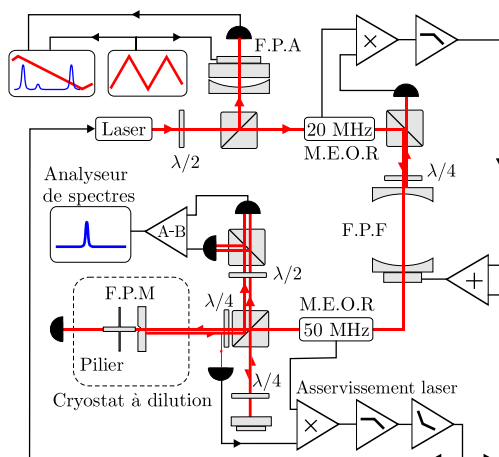 F.P.A
×
Laser
λ/2
20 MHz
M.E.O.R
λ/4
Analyseur
de spectres
A-B
F.P.F
λ/2
+
F.P.M
λ/4
M.E.O.R
50 MHz
Pilier
Cryostat à dilution
λ/4
Asservissement laser
×